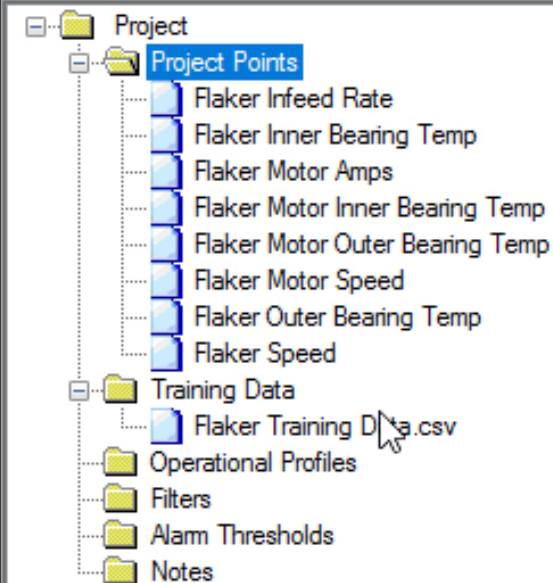 Project
Project Points
Flaker Infeed Rate
Flaker Inner Bearing Temp
Flaker Motor Amps
Flaker Motor Inner Bearing Temp
Flaker Motor Outer Bearing Temp
Flaker Motor Speed
Flaker Outer Bearing Temp
Flaker Speed
Training Data
Flaker Training Data.csv
Operational Profiles
Filters
Alarm Thresholds
Notes